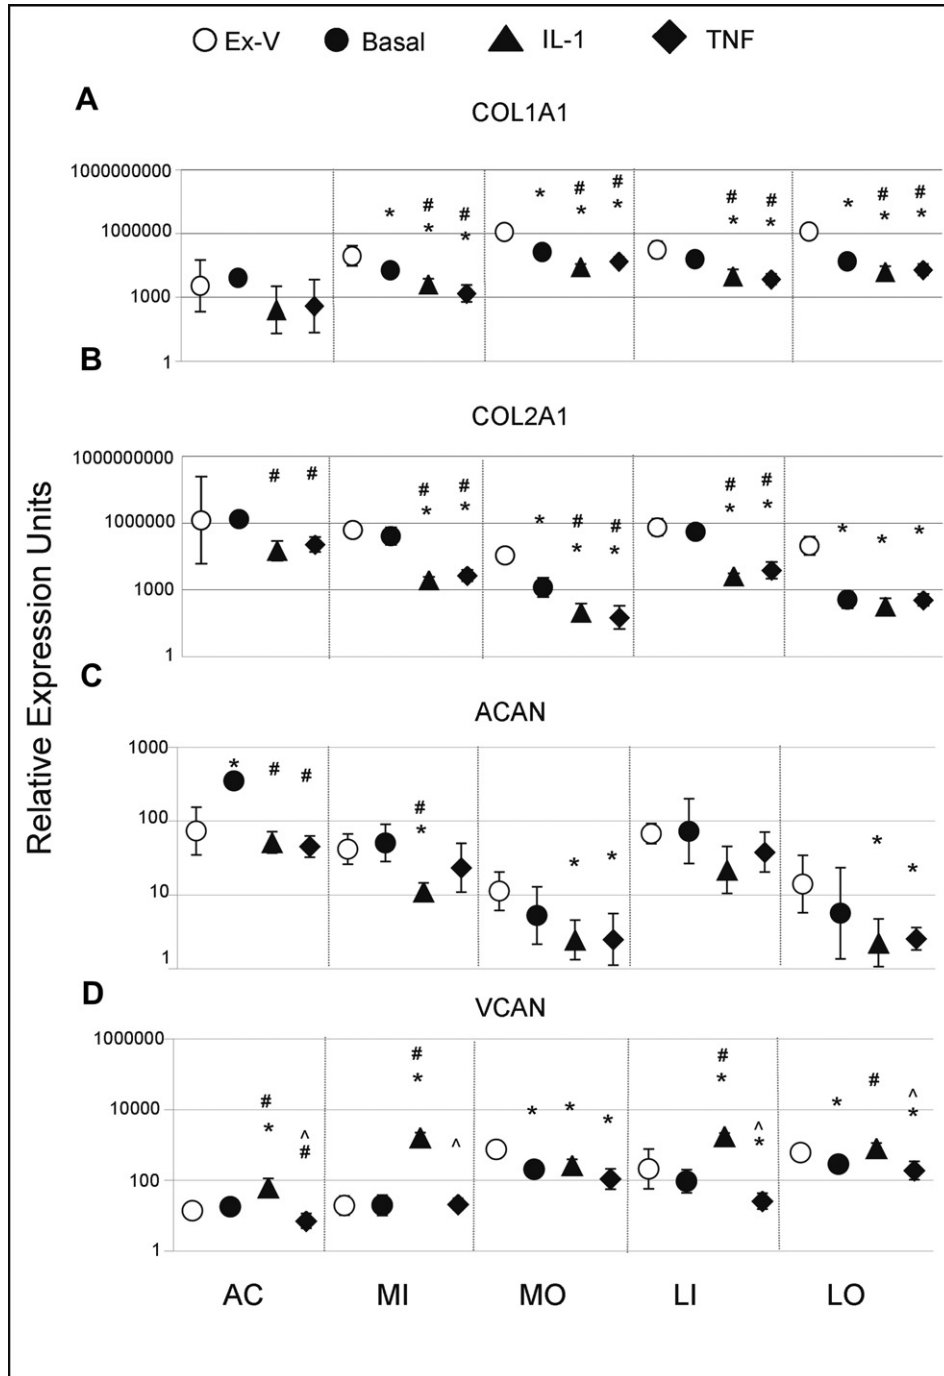 Ex-V Basal IL-1 TNF
A
COL1A1
1000000000
# # # # # #
* * * * * * * * *
1000000
1000
1
B
COL2A1
1000000000
# # # # # # # #
* * * * * * * * * *
1000000
1000
1
C
ACAN
1000
* # #
100
# *
* * * *
10
1
D
VCAN
1000000
# # #
* * * * * * * *
^ # ^ ^ ^
10000
100
1
AC MI MO LI LO
Relative Expression Units